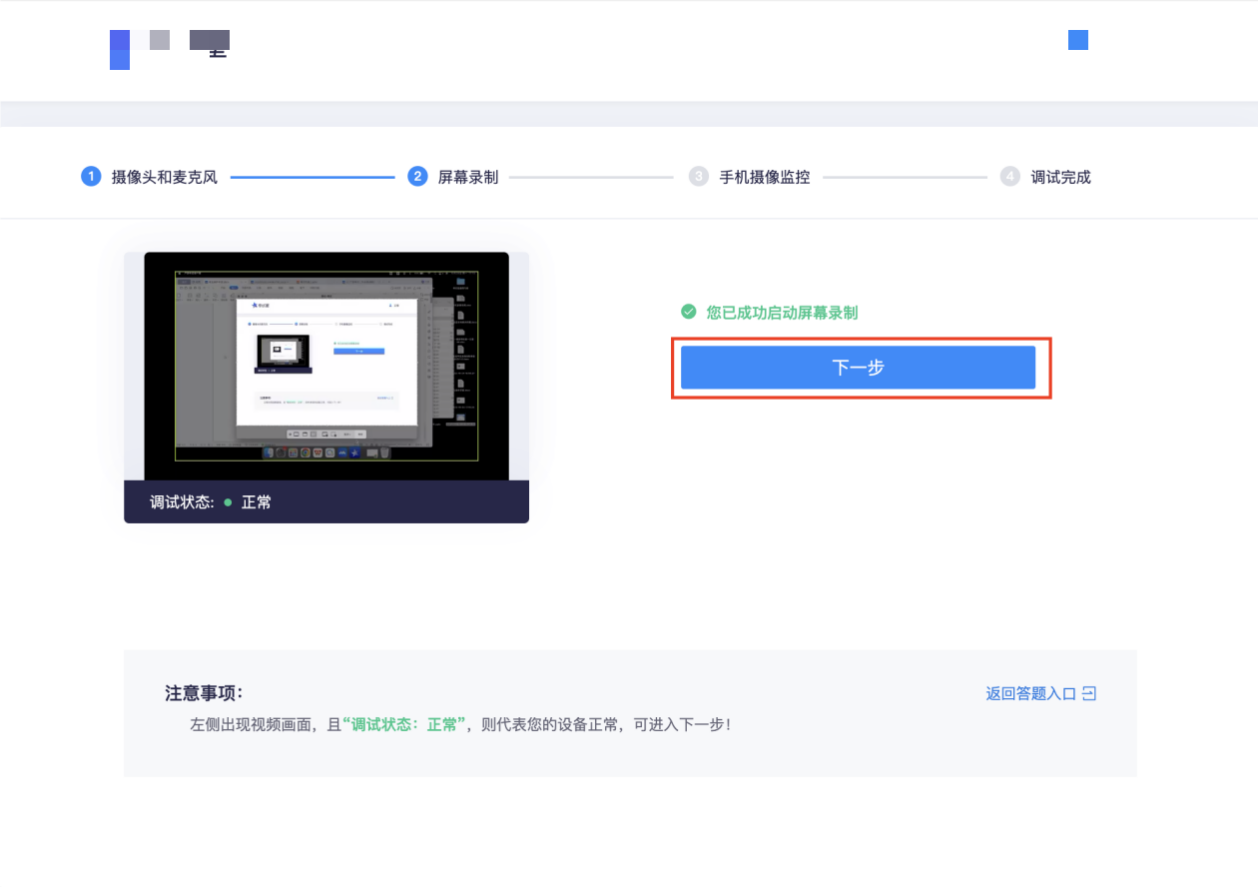 1 摄像头和麦克风
2 屏幕录制
3 手机摄像监控
4 调试完成
您已成功启动屏幕录制
下一步
调试状态: 正常
注意事项：
返回答题入口
左侧出现视频画面，且“调试状态：正常”，则代表您的设备正常，可进入下一步！